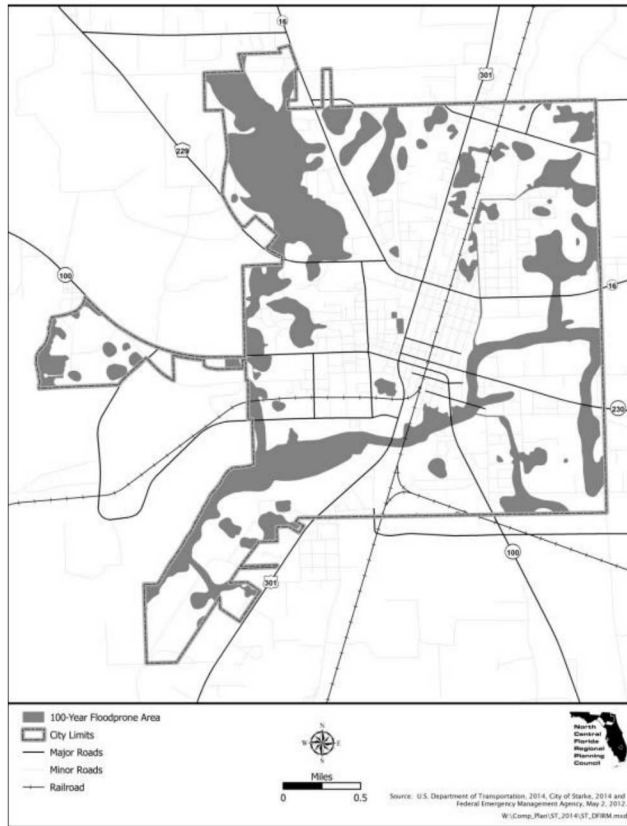 16
301
229
100
16
230
301
100
100-Year Floodprone Area
City Limits
Major Roads
Minor Roads
Railroad
N
W E
S
Miles
0 0.5
North
Central
Florida
Regional
Planning
Council
Source: U.S. Department of Transportation, 2014, City of Starke, 2014 and
Federal Emergency Management Agency, May 2, 2012.
W:\Comp_Plan\ST_2014\ST_DFIRM.mxd